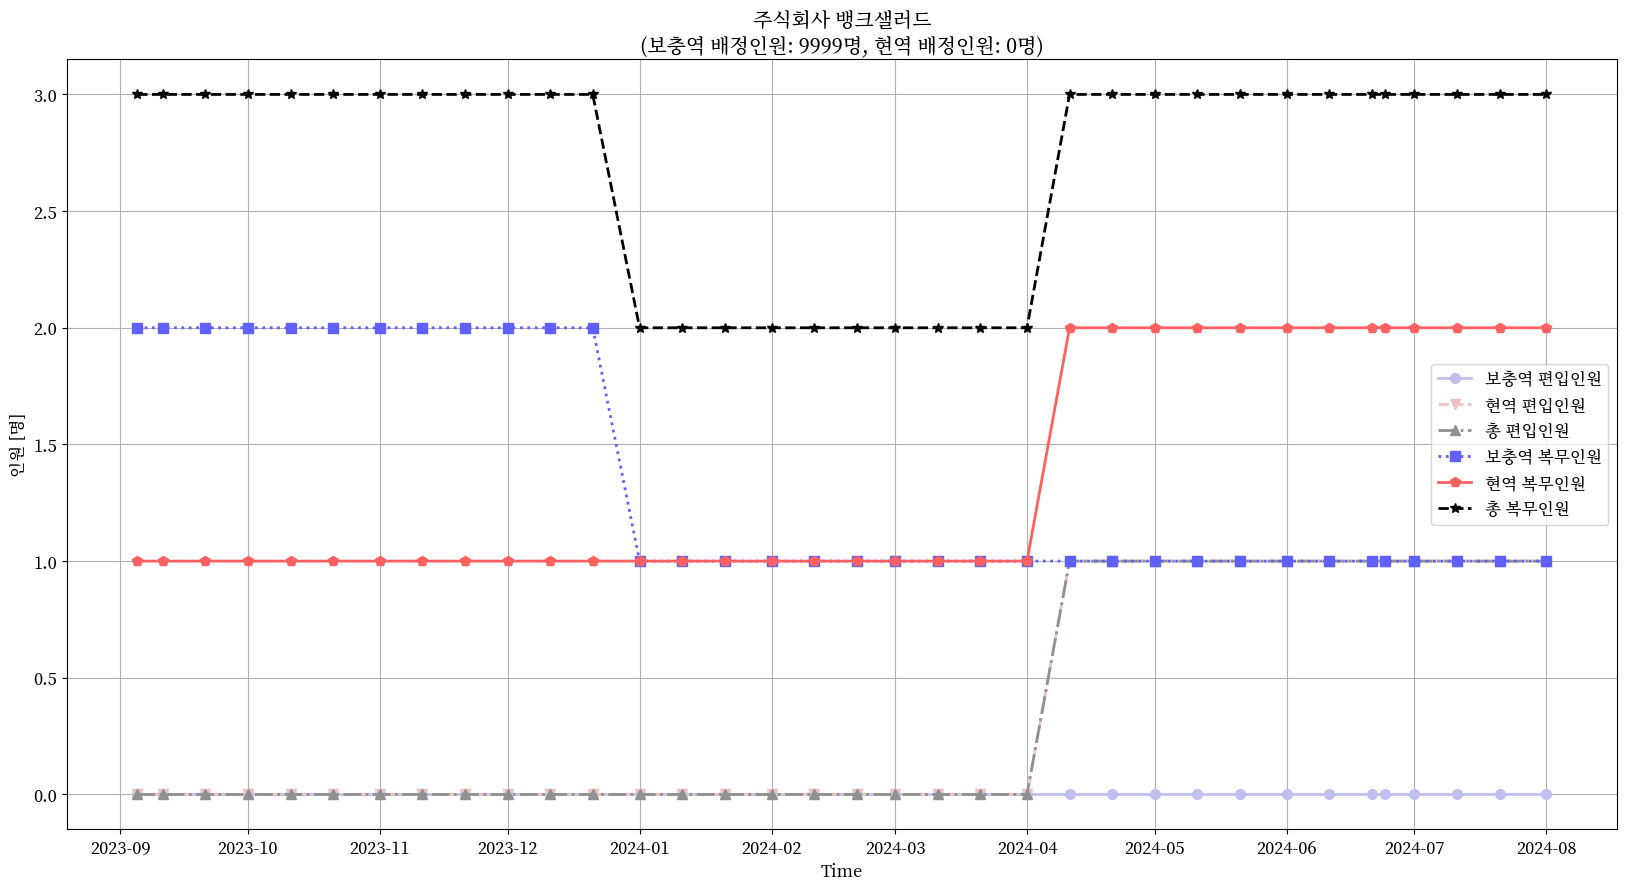 주식회사 뱅크샐러드
(보충역 배정인원: 9999명, 현역 배정인원: 0명)
3.0
2.5
2.0
1.5
1.0
0.5
0.0
인원 [명]
보충역 편입인원
현역 편입인원
총 편입인원
보충역 복무인원
현역 복무인원
총 복무인원
2023-09 2023-10 2023-11 2023-12 2024-01 2024-02 2024-03 2024-04 2024-05 2024-06 2024-07 2024-08
Time